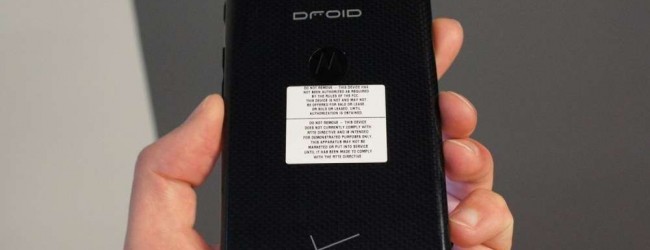 DROID
DO NOT REMOVE - THIS DEVICE HAS
NOT BEEN AUTHORIZED AS REQUIRED
BY THE RULES OF THE FCC.
THIS DEVICE IS NOT AND MAY NOT
BE OFFERED FOR SALE OR LEASE
OR SOLD OR LEASED, UNTIL
AUTHORIZATION IS OBTAINED
DO NOT REMOVE - THIS DEVICE
DOES NOT CURRENTLY COMPLY WITH
RTTE DIRECTIVE AND IS INTENDED
FOR DEMONSTRATED PURPOSES ONLY.
THIS APPARATUS MAY NOT BE
MARKETED OR PUT INTO SERVICE
UNTIL IT HAS BEEN MADE TO COMPLY
WITH THE RTTE DIRECTIVE.